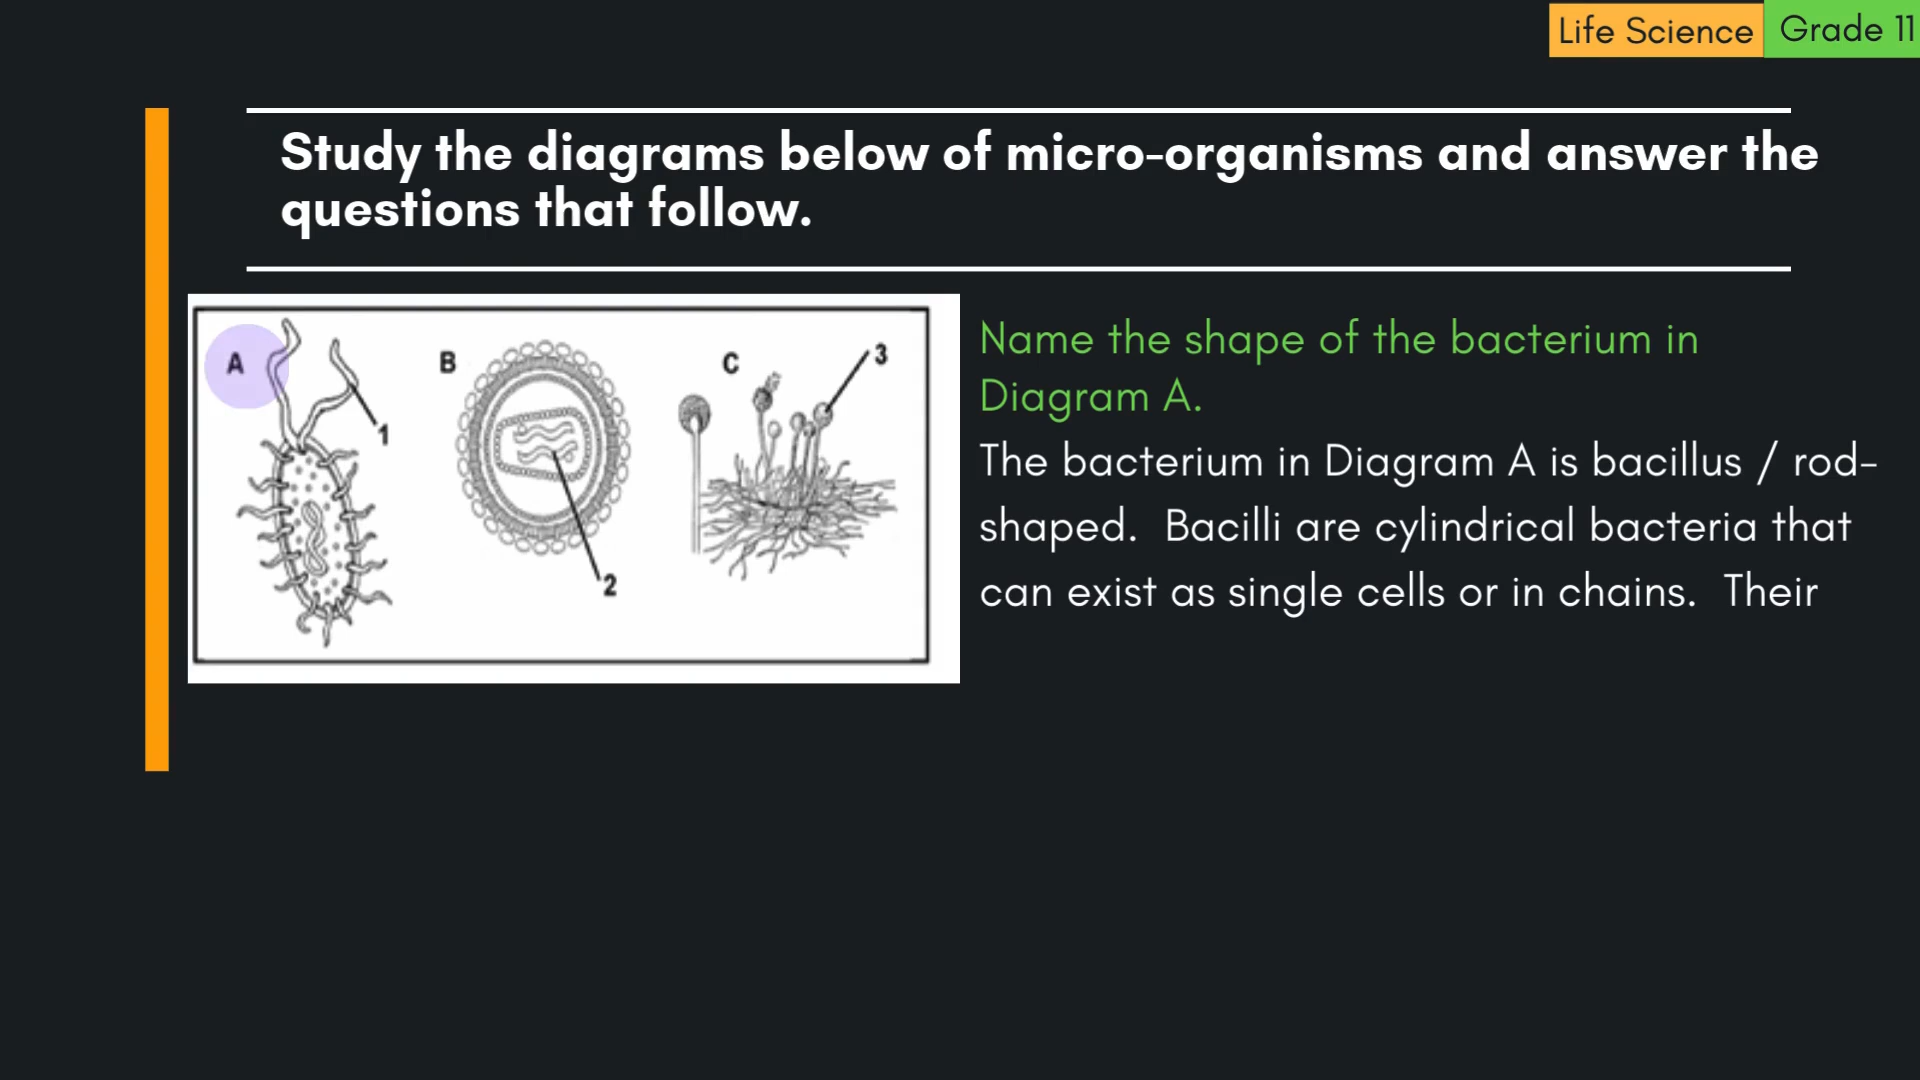 Life Science Grade 11
Study the diagrams below of micro-organisms and answer the
questions that follow.
A
B
C
3
1
2
Name the shape of the bacterium in
Diagram A.
The bacterium in Diagram A is bacillus / rod-
shaped. Bacilli are cylindrical bacteria that
can exist as single cells or in chains. Their